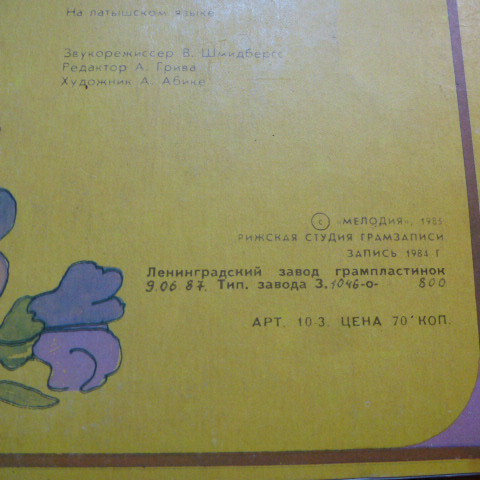 На латышском языке
Звукорежиссер В. Шмидбергс
Редактор А. Грива
Художник А. Абике
© «МЕЛОДИЯ», 1985
РИЖСКАЯ СТУДИЯ ГРАМЗАПИСИ
ЗАПИСЬ 1984 Г.
Ленинградский завод грампластинок
9.06 87. Тип. завода З. 1046-о- 800
АРТ. 10-3. ЦЕНА 70 КОП.